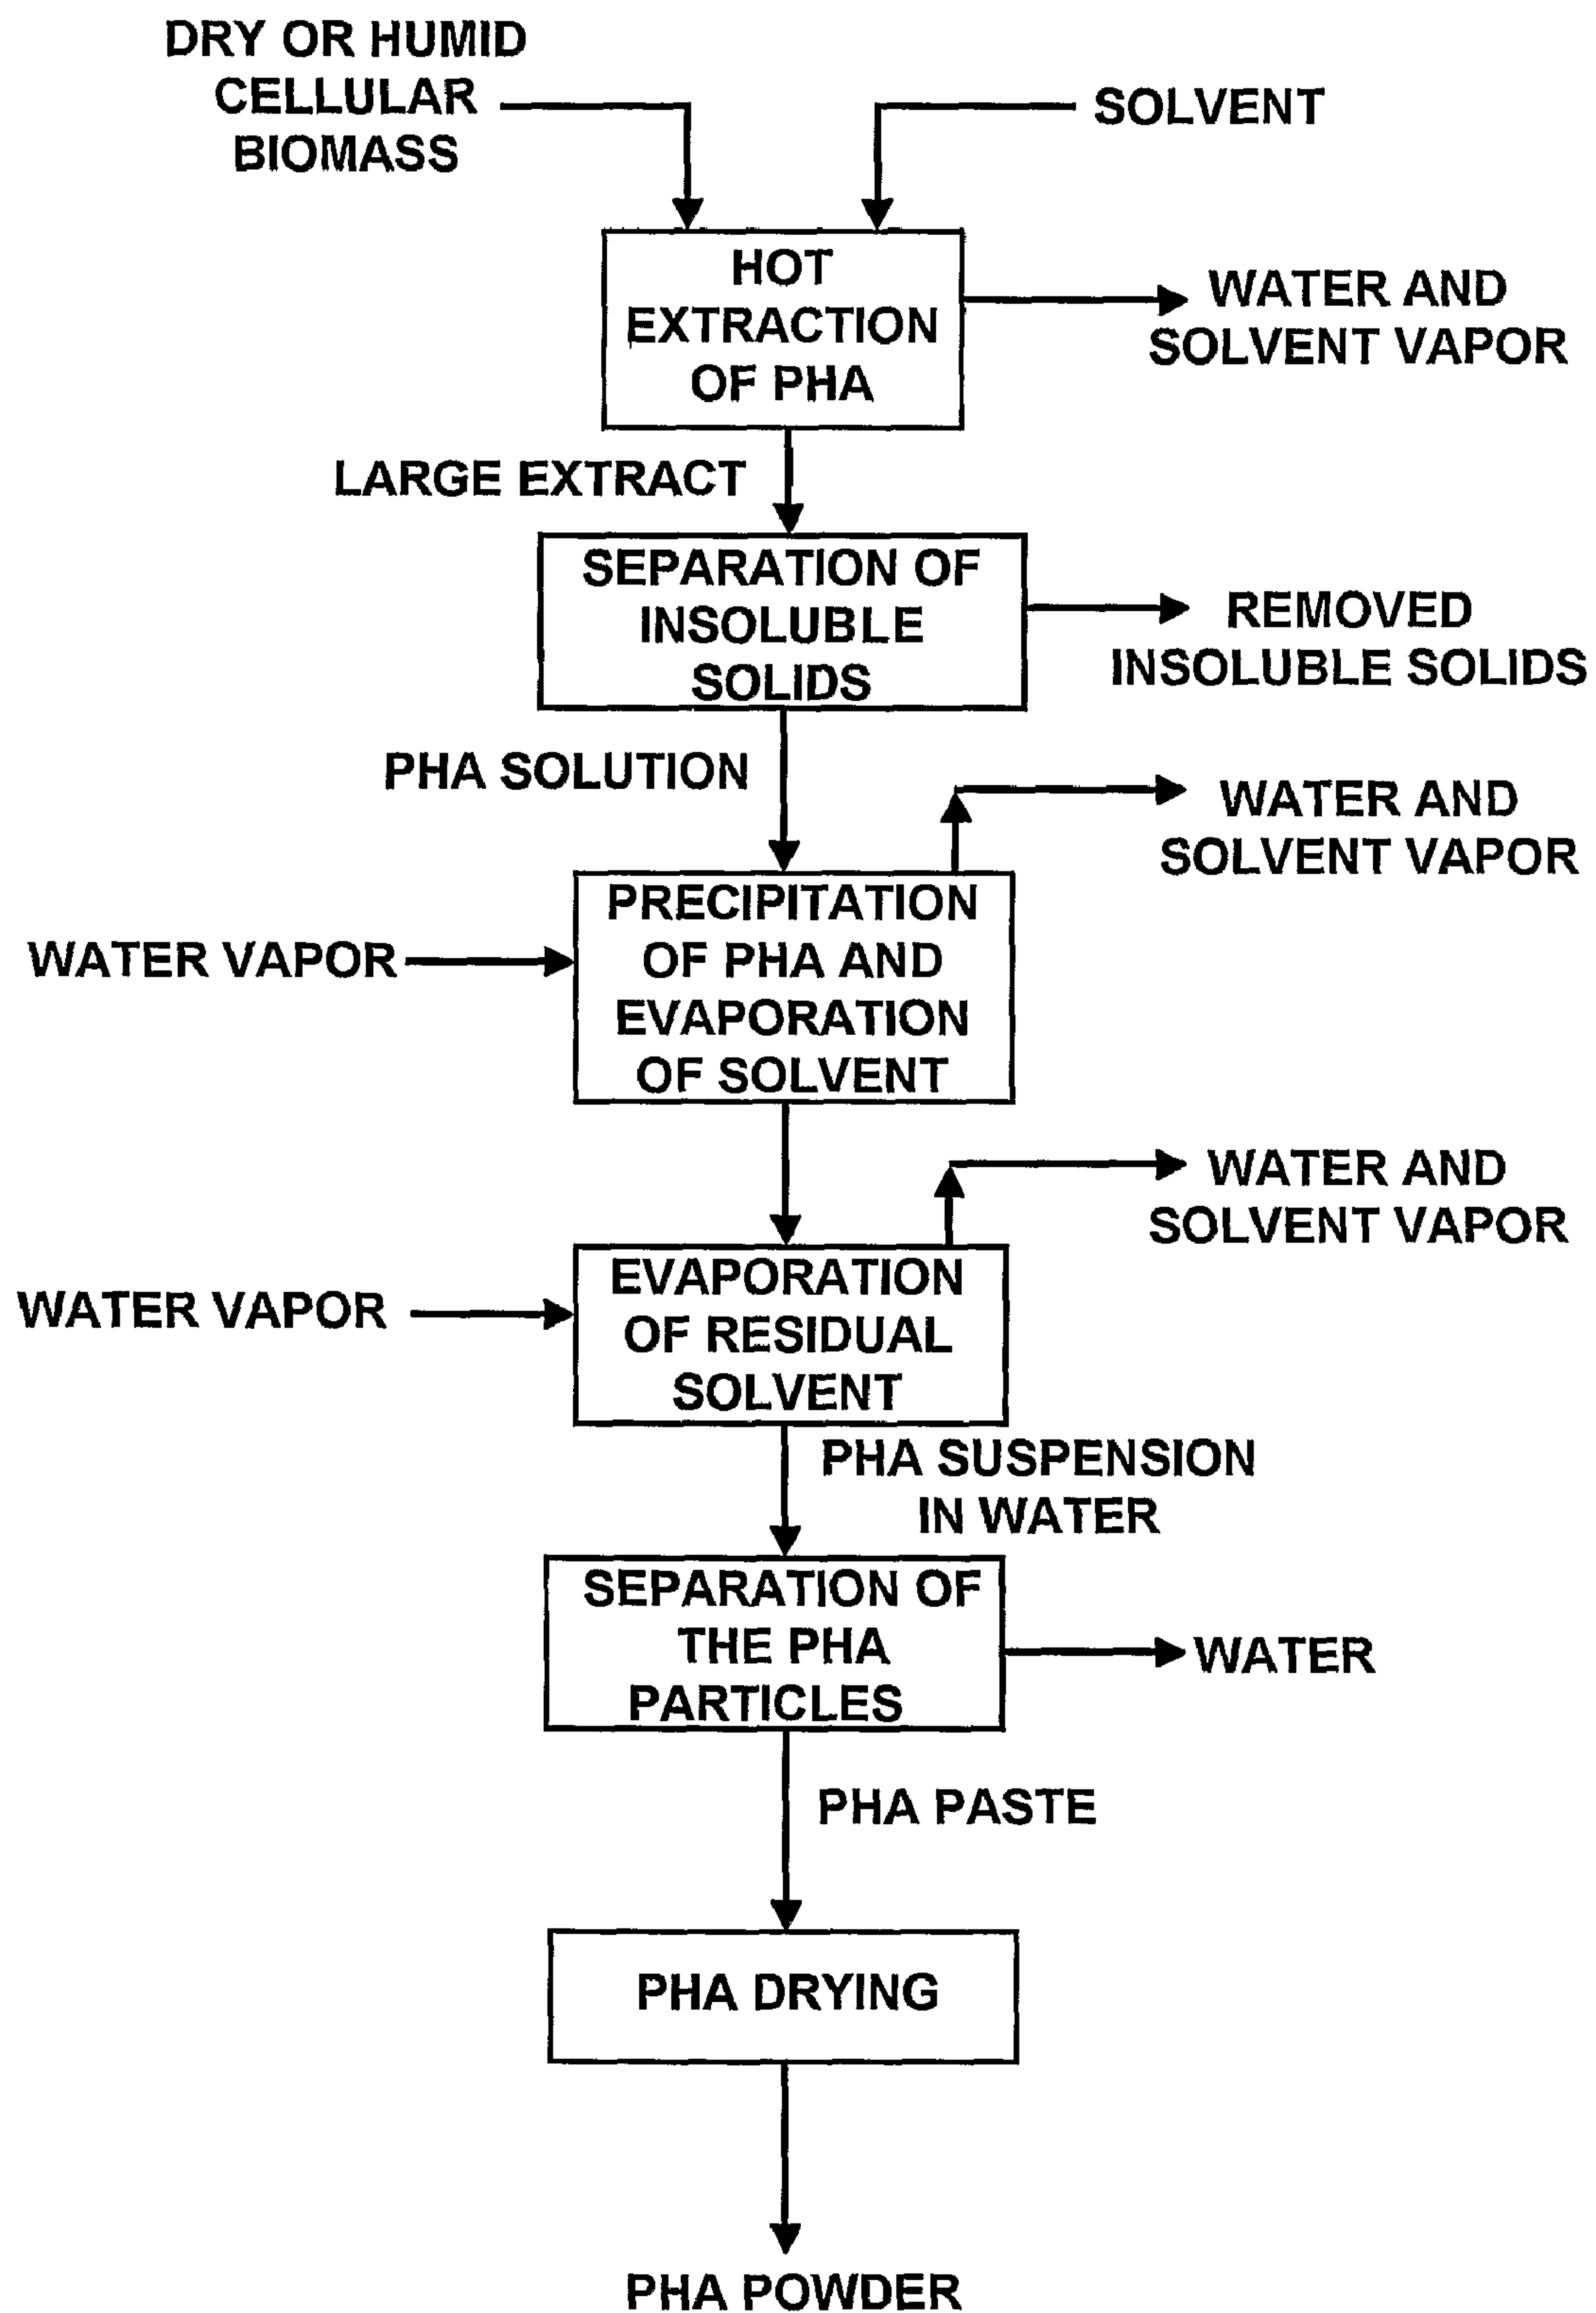 DRY OR HUMID
CELLULAR
BIOMASS
SOLVENT
HOT
EXTRACTION
OF PHA
WATER AND
SOLVENT VAPOR
LARGE EXTRACT
SEPARATION OF
INSOLUBLE
SOLIDS
REMOVED
INSOLUBLE SOLIDS
PHA SOLUTION
WATER AND
SOLVENT VAPOR
WATER VAPOR
PRECIPITATION
OF PHA AND
EVAPORATION
OF SOLVENT
WATER AND
SOLVENT VAPOR
WATER VAPOR
EVAPORATION
OF RESIDUAL
SOLVENT
PHA SUSPENSION
IN WATER
SEPARATION OF
THE PHA
PARTICLES
WATER
PHA PASTE
PHA DRYING
PHA POWDER